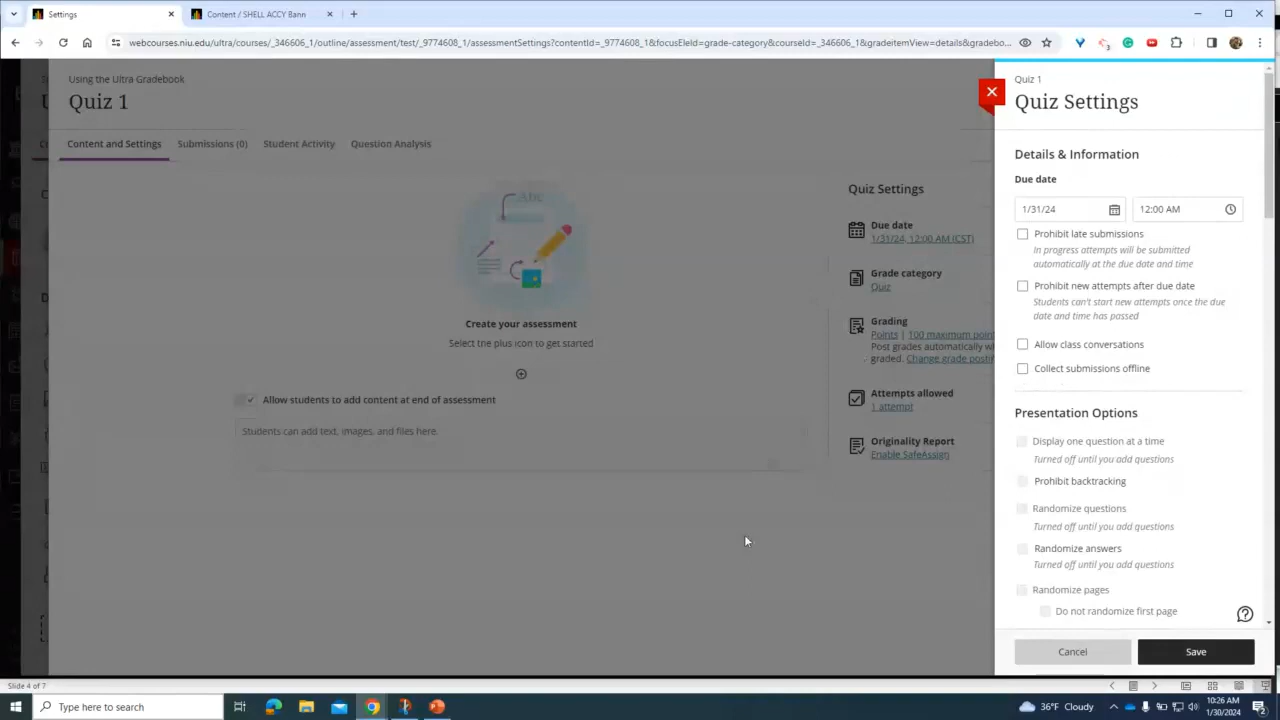 Settings
Content / SHELL ACCY Bann
webcourses.niu.edu/ultra/courses/_346606_1/outline/assessment/test/_9774608_1/assessmentSettings?contentId=_9774608_1&focusEleId=grade-category&courseId=_346606_1&gradeitemView=details&gradebo...
3
Using the Ultra Gradebook
Quiz 1
Content and Settings
Submissions (0)
Student Activity
Question Analysis
Abc
Create your assessment
Select the plus icon to get started
Allow students to add content at end of assessment
Students can add text, images, and files here.
Quiz Settings
Due date
1/31/24, 12:00 AM (CST)
Grade category
Quiz
Grading
Points | 100 maximum poin
Post grades automatically w
graded. Change grade posti
Attempts allowed
1 attempt
Originality Report
Enable SafeAssign
Quiz 1
Quiz Settings
Details & Information
Due date
1/31/24
12:00 AM
Prohibit late submissions
In progress attempts will be submitted
automatically at the due date and time
Prohibit new attempts after due date
Students can't start new attempts once the due
date and time has passed
Allow class conversations
Collect submissions offline
Presentation Options
Display one question at a time
Turned off until you add questions
Prohibit backtracking
Randomize questions
Turned off until you add questions
Randomize answers
Turned off until you add questions
Randomize pages
Do not randomize first page
Cancel
Save
Slide 4 of 7
Type here to search
36°F Cloudy
10:26 AM
1/30/2024
2